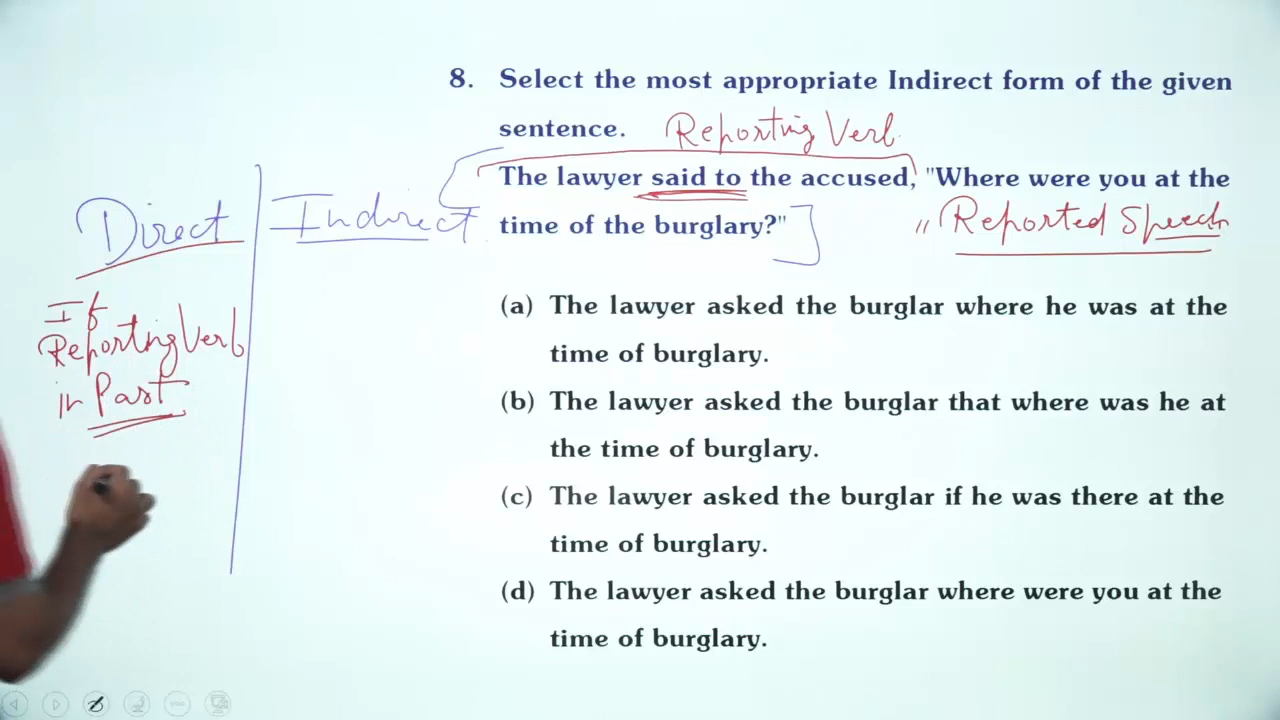 8. Select the most appropriate Indirect form of the given
sentence. Reporting Verb
The lawyer said to the accused, "Where were you at the
time of the burglary?"
" Reported Speech
Direct
Indirect
If
Reporting Verb
in Past
(a) The lawyer asked the burglar where he was at the
time of burglary.
(b) The lawyer asked the burglar that where was he at
the time of burglary.
(c) The lawyer asked the burglar if he was there at the
time of burglary.
(d) The lawyer asked the burglar where were you at the
time of burglary.